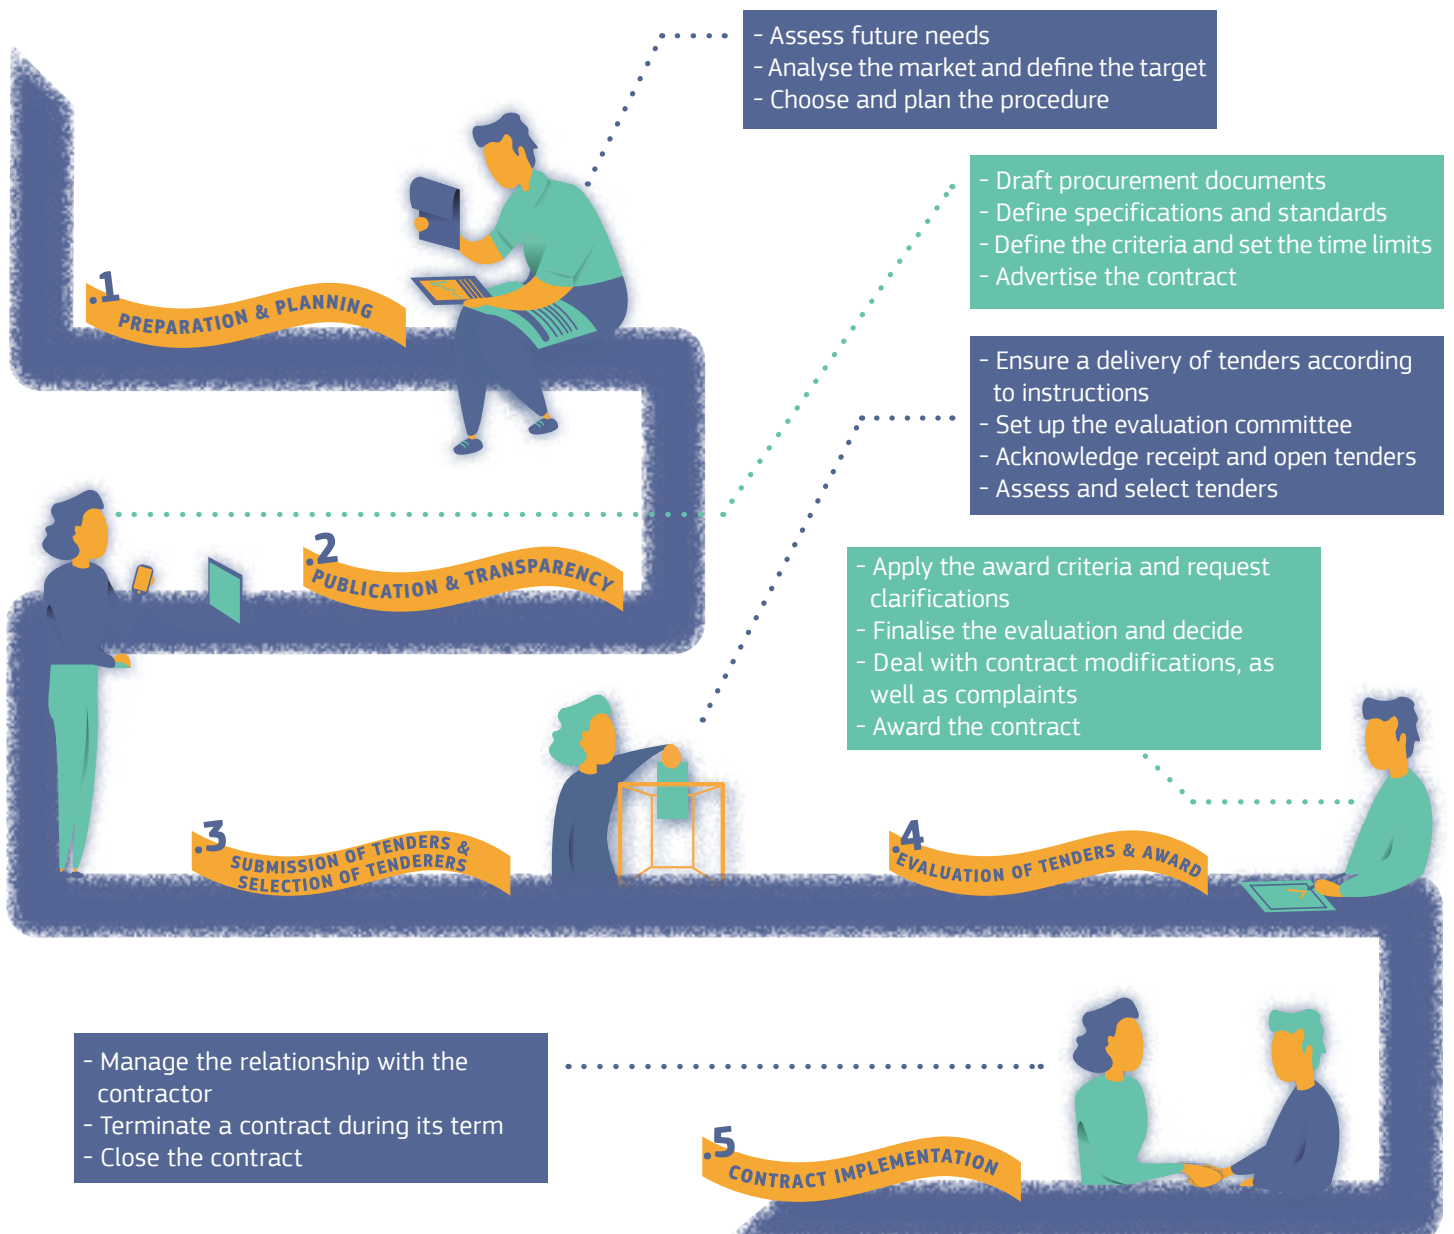 - Assess future needs
- Analyse the market and define the target
- Choose and plan the procedure
.1
PREPARATION & PLANNING
- Draft procurement documents
- Define specifications and standards
- Define the criteria and set the time limits
- Advertise the contract
.2
PUBLICATION & TRANSPARENCY
- Ensure a delivery of tenders according
to instructions
- Set up the evaluation committee
- Acknowledge receipt and open tenders
- Assess and select tenders
.3
SUBMISSION OF TENDERS &
SELECTION OF TENDERERS
- Apply the award criteria and request
clarifications
- Finalise the evaluation and decide
- Deal with contract modifications, as
well as complaints
- Award the contract
.4
EVALUATION OF TENDERS & AWARD
- Manage the relationship with the
contractor
- Terminate a contract during its term
- Close the contract
.5
CONTRACT IMPLEMENTATION